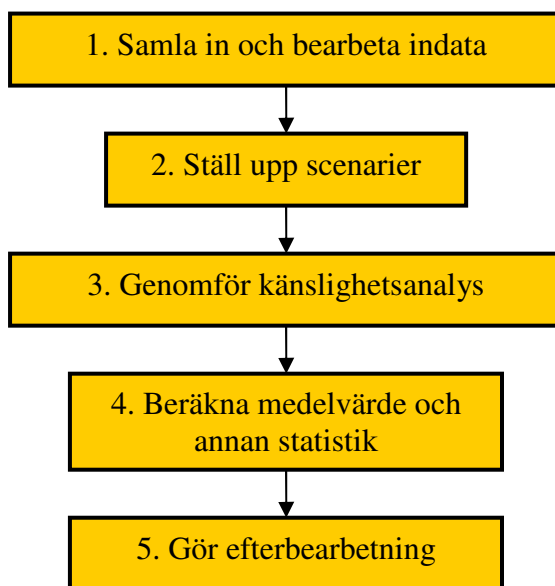 1. Samla in och bearbeta indata
2. Ställ upp scenarier
3. Genomför känslighetsanalys
4. Beräkna medelvärde och
annan statistik
5. Gör efterbearbetning